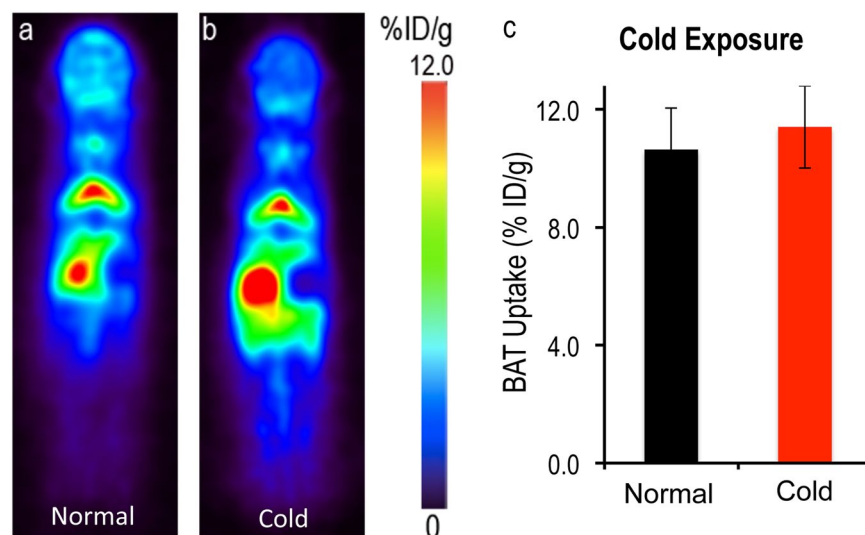 a
Normal
b
Cold
%ID/g
12.0
0
c
Cold Exposure
BAT Uptake (% ID/g)
12.0
8.0
4.0
0.0
Normal
Cold